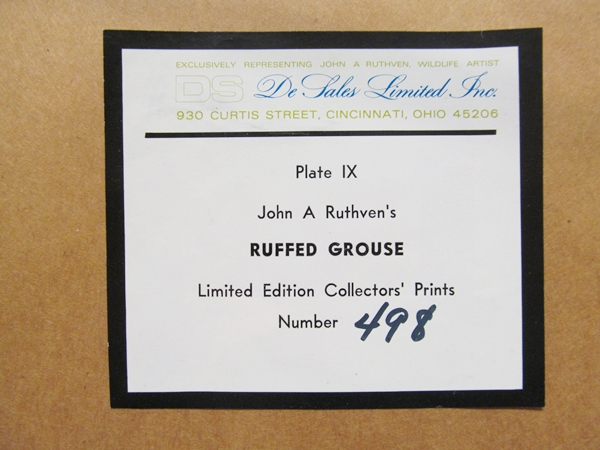 EXCLUSIVELY REPRESENTING JOHN A RUTHVEN, WILDLIFE ARTIST
DS De Sales Limited Inc.
930 CURTIS STREET, CINCINNATI, OHIO 45206
Plate IX
John A Ruthven's
RUFFED GROUSE
Limited Edition Collectors' Prints
Number 498